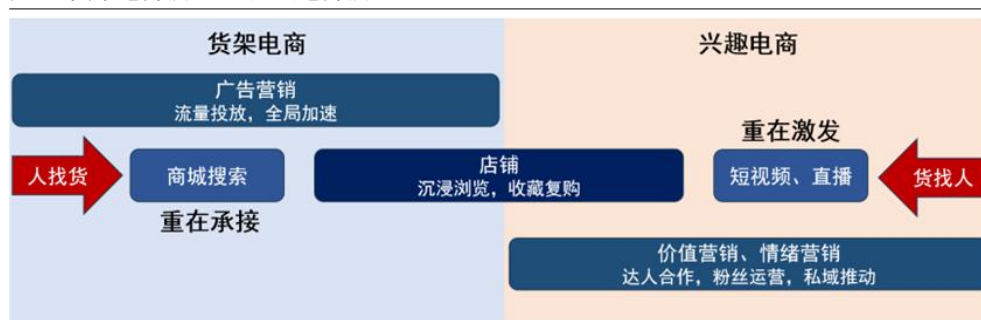 货架电商
兴趣电商
广告营销
流量投放，全局加速
重在激发
人找货
商城搜索
店铺
沉浸浏览，收藏复购
短视频、直播
货找人
重在承接
价值营销、情绪营销
达人合作，粉丝运营，私域推动